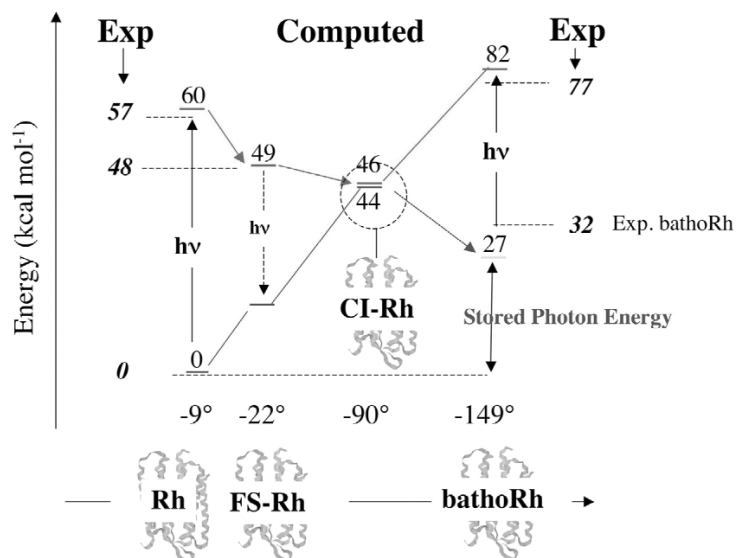 Exp Computed Exp
82
60
57
77
49
48
46
hν
44
hν
hν
32 Exp. bathoRh
27
CI-Rh
Stored Photon Energy
0
0
Energy (kcal mol-1)
-9° -22° -90° -149°
Rh FS-Rh bathoRh